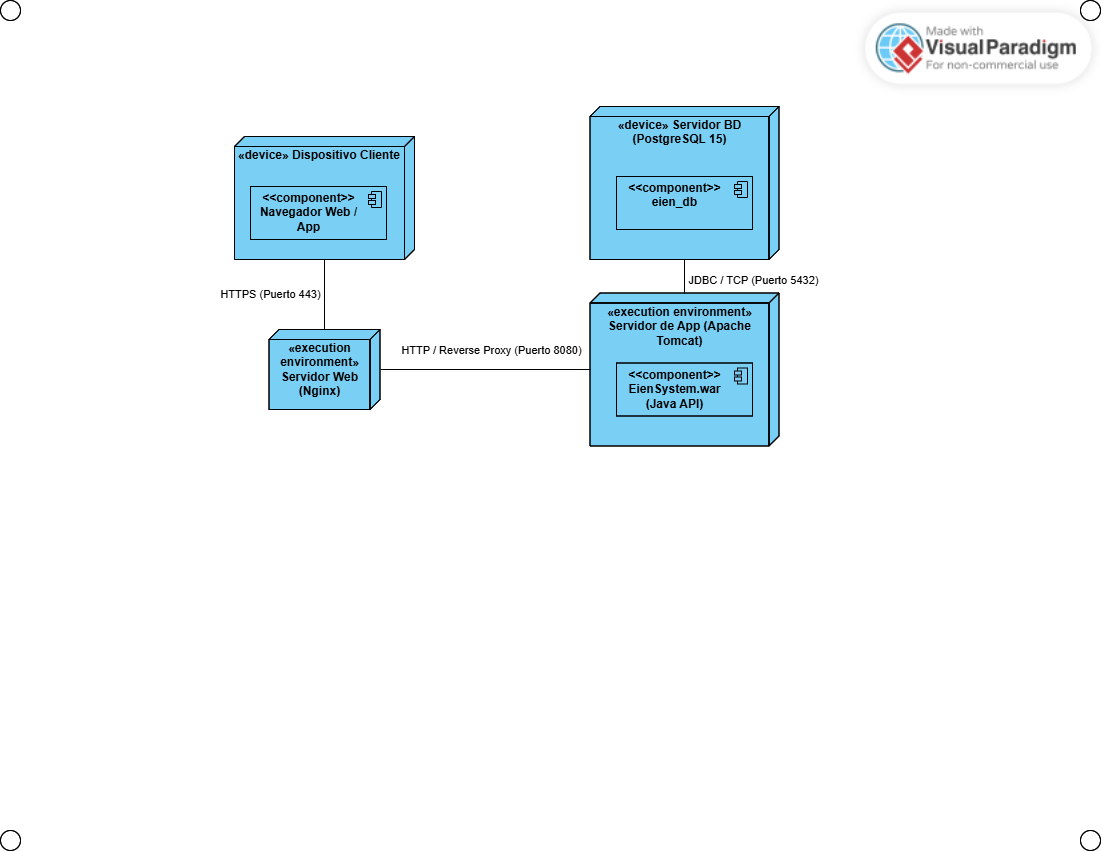 Made with
Visual Paradigm
For non-commercial use
«device» Servidor BD
(PostgreSQL 15)
<<component>>
eien_db
«device» Dispositivo Cliente
<<component>>
Navegador Web /
App
JDBC / TCP (Puerto 5432)
HTTPS (Puerto 443)
«execution environment»
Servidor de App (Apache
Tomcat)
<<component>>
EienSystem.war
(Java API)
«execution
environment»
Servidor Web
(Nginx)
HTTP / Reverse Proxy (Puerto 8080)